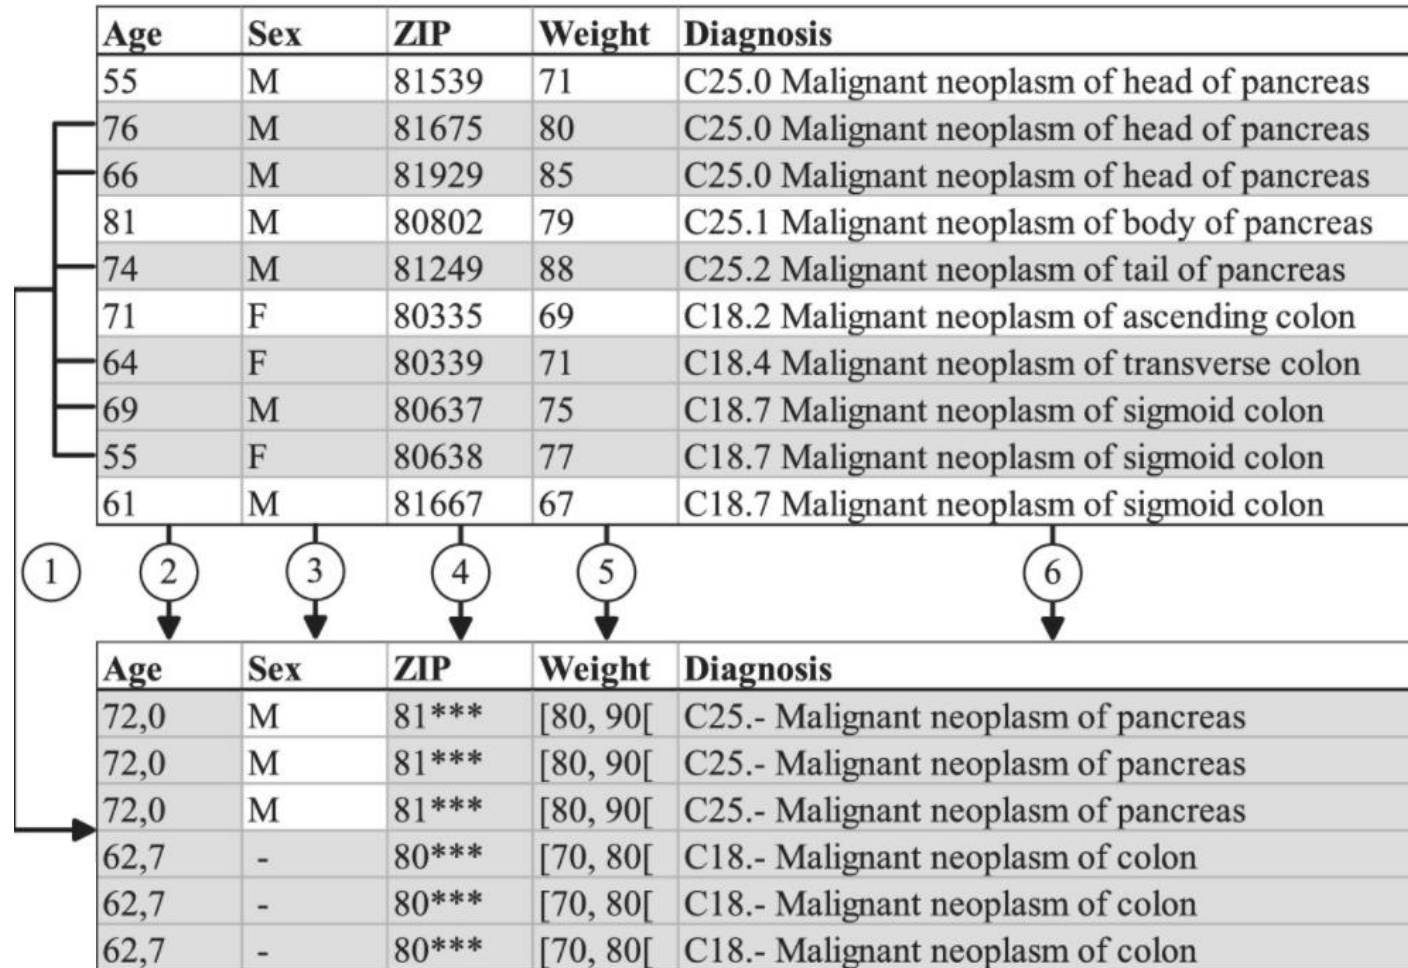 Age Sex ZIP Weight Diagnosis
55 M 81539 71 C25.0 Malignant neoplasm of head of pancreas
76 M 81675 80 C25.0 Malignant neoplasm of head of pancreas
66 M 81929 85 C25.0 Malignant neoplasm of head of pancreas
81 M 80802 79 C25.1 Malignant neoplasm of body of pancreas
74 M 81249 88 C25.2 Malignant neoplasm of tail of pancreas
71 F 80335 69 C18.2 Malignant neoplasm of ascending colon
64 F 80339 71 C18.4 Malignant neoplasm of transverse colon
69 M 80637 75 C18.7 Malignant neoplasm of sigmoid colon
55 F 80638 77 C18.7 Malignant neoplasm of sigmoid colon
61 M 81667 67 C18.7 Malignant neoplasm of sigmoid colon
1 2 3 4 5 6
Age Sex ZIP Weight Diagnosis
72,0 M 81*** [80, 90[ C25.- Malignant neoplasm of pancreas
72,0 M 81*** [80, 90[ C25.- Malignant neoplasm of pancreas
72,0 M 81*** [80, 90[ C25.- Malignant neoplasm of pancreas
62,7 - 80*** [70, 80[ C18.- Malignant neoplasm of colon
62,7 - 80*** [70, 80[ C18.- Malignant neoplasm of colon
62,7 - 80*** [70, 80[ C18.- Malignant neoplasm of colon